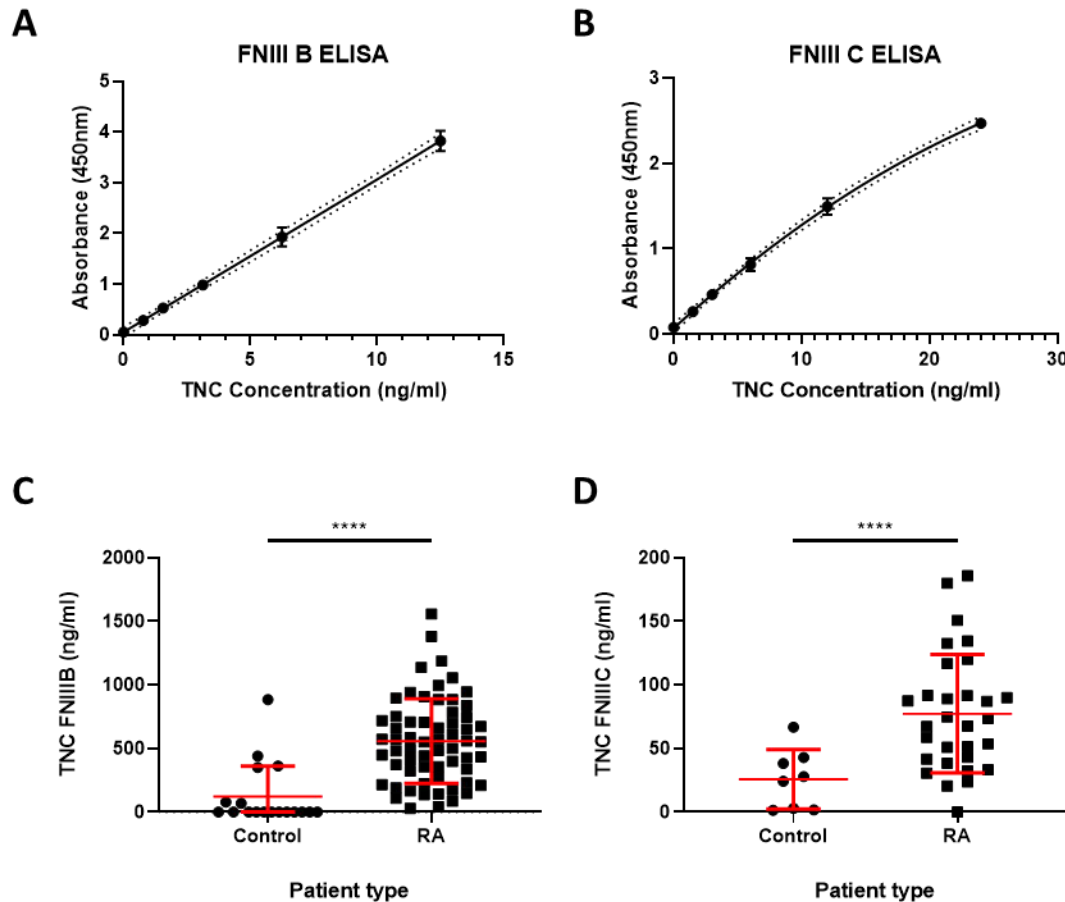 A
FNIII B ELISA
Absorbance (450nm)
5
4
3
2
1
0
0 5 10 15
TNC Concentration (ng/ml)
B
FNIII C ELISA
Absorbance (450nm)
3
2
1
0
0 10 20 30
TNC Concentration (ng/ml)
C
****
TNC FNIIIB (ng/ml)
2000
1500
1000
500
0
Control RA
Patient type
D
****
TNC FNIIIC (ng/ml)
200
150
100
50
0
Control RA
Patient type